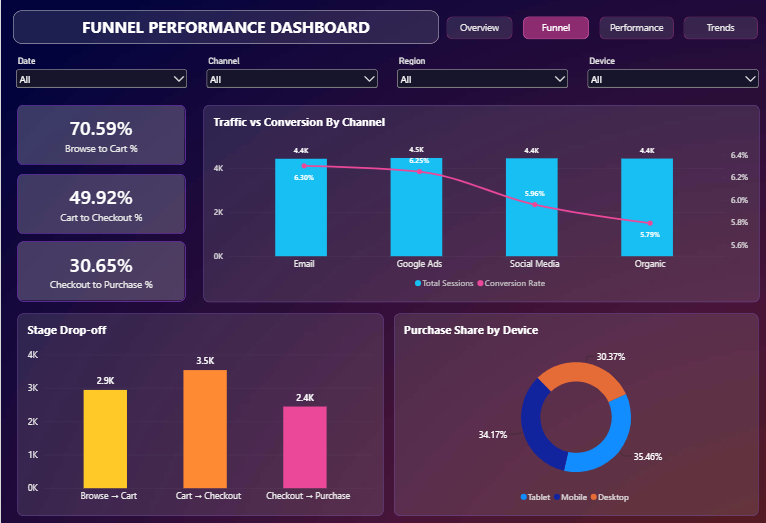 FUNNEL PERFORMANCE DASHBOARD
Overview
Funnel
Performance
Trends
Date
Channel
Region
Device
All
All
All
All
70.59%
Browse to Cart %
49.92%
Cart to Checkout %
30.65%
Checkout to Purchase %
Traffic vs Conversion By Channel
4.4K
4.5K
4.4K
4.4K
6.30%
6.25%
5.96%
5.79%
4K
2K
0K
6.4%
6.2%
6.0%
5.8%
5.6%
Email
Google Ads
Social Media
Organic
Total Sessions
Conversion Rate
Stage Drop-off
4K
3K
2K
1K
0K
2.9K
3.5K
2.4K
Browse → Cart
Cart → Checkout
Checkout → Purchase
Purchase Share by Device
30.37%
34.17%
35.46%
Tablet
Mobile
Desktop